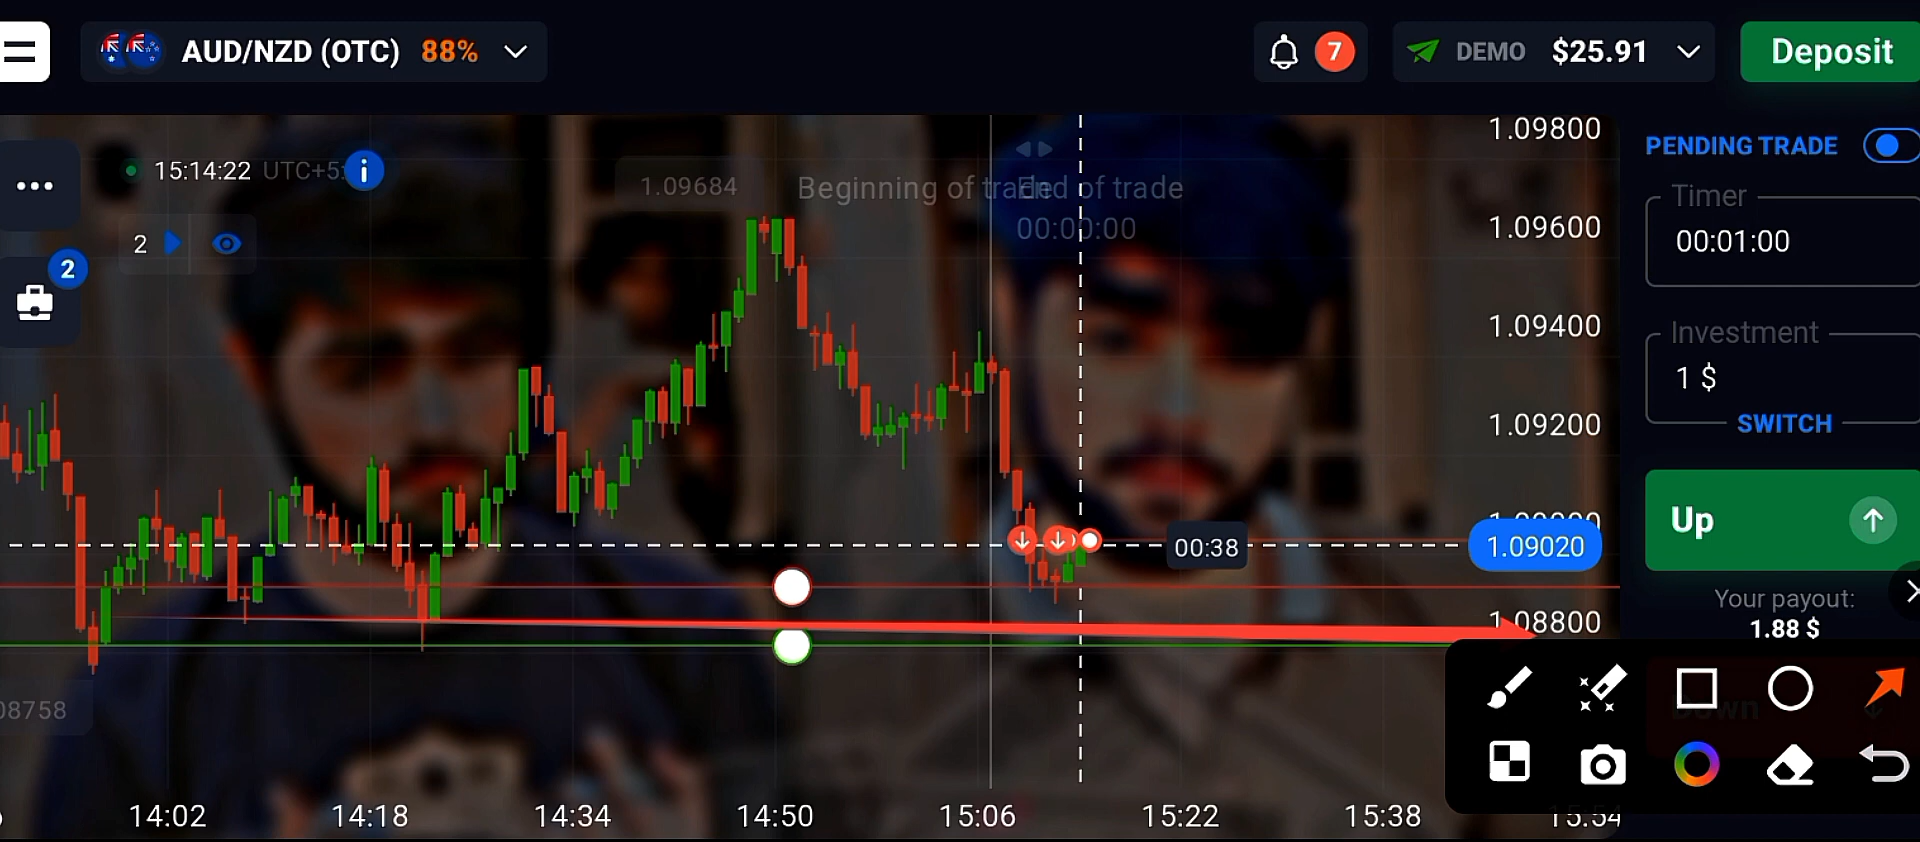 AUD/NZD (OTC) 88%
7
DEMO $25.91
Deposit
15:14:22 UTC+5:
i
2
2
1.09684
Beginning of trade
End of trade
00:00:00
1.09800
1.09600
1.09400
1.09200
1.09020
1.08800
00:38
08758
14:02
14:18
14:34
14:50
15:06
15:22
15:38
15:54
PENDING TRADE
Timer
00:01:00
Investment
1 $
SWITCH
Up
Your payout:
1.88 $
Down